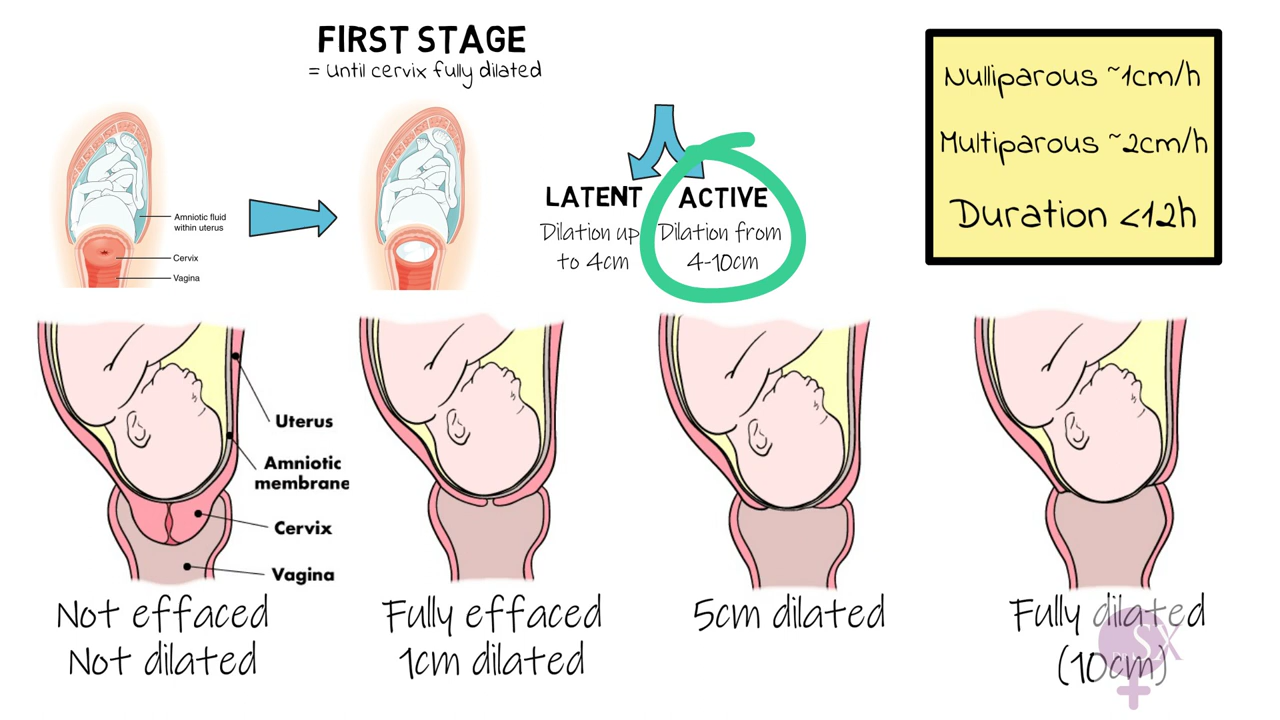 FIRST STAGE
= Until cervix fully dilated
Nulliparous ~1cm/h
Multiparous ~2cm/h
Duration <12h
LATENT
Dilation up
to 4cm
ACTIVE
Dilation from
4-10cm
Amniotic fluid
within uterus
Cervix
Vagina
Uterus
Amniotic
membrane
Cervix
Vagina
Not effaced
Not dilated
Fully effaced
1cm dilated
5cm dilated
Fully dilated
(10cm)
SX